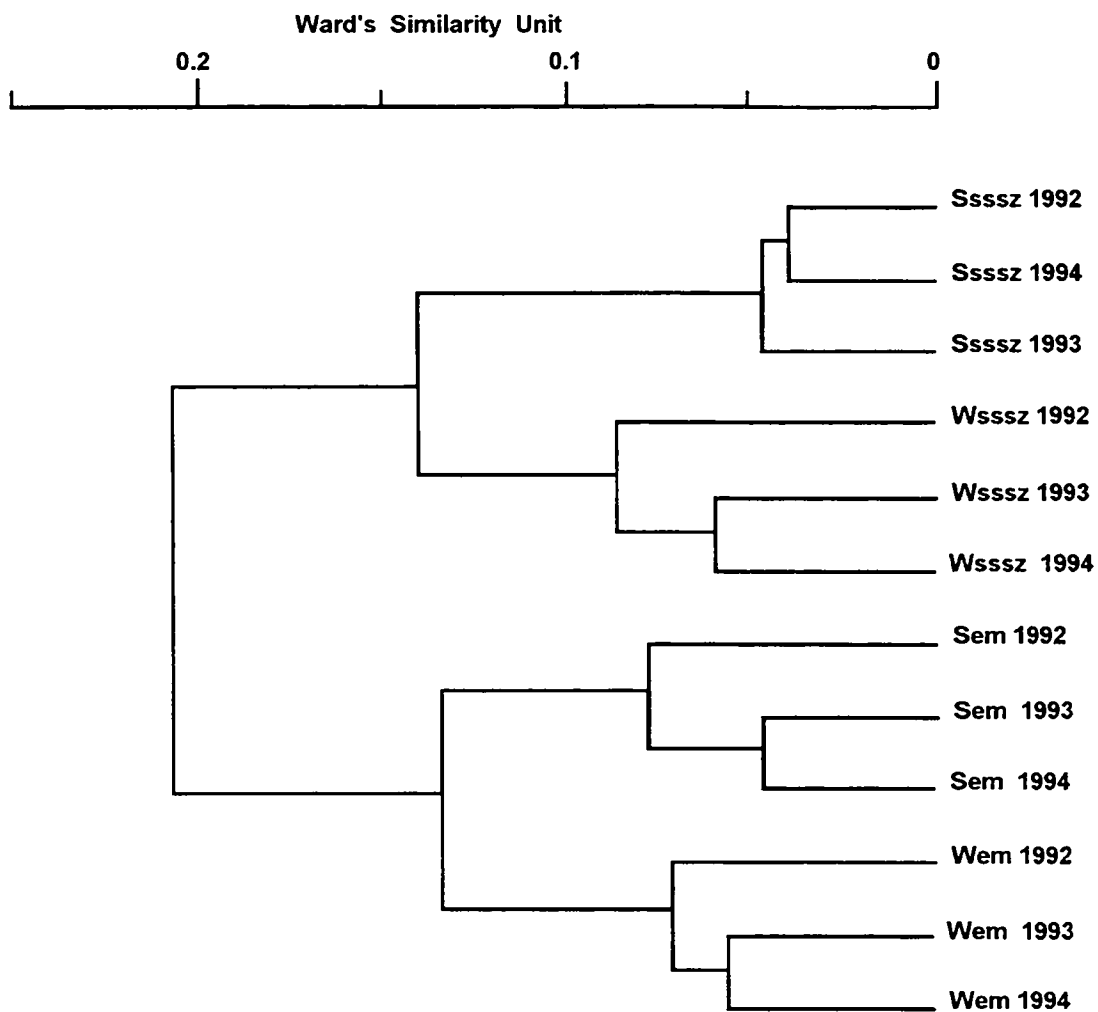 Ward's Similarity Unit
0.2 0.1 0
Ssssz 1992
Ssssz 1994
Ssssz 1993
Wsssz 1992
Wsssz 1993
Wsssz 1994
Sem 1992
Sem 1993
Sem 1994
Wem 1992
Wem 1993
Wem 1994